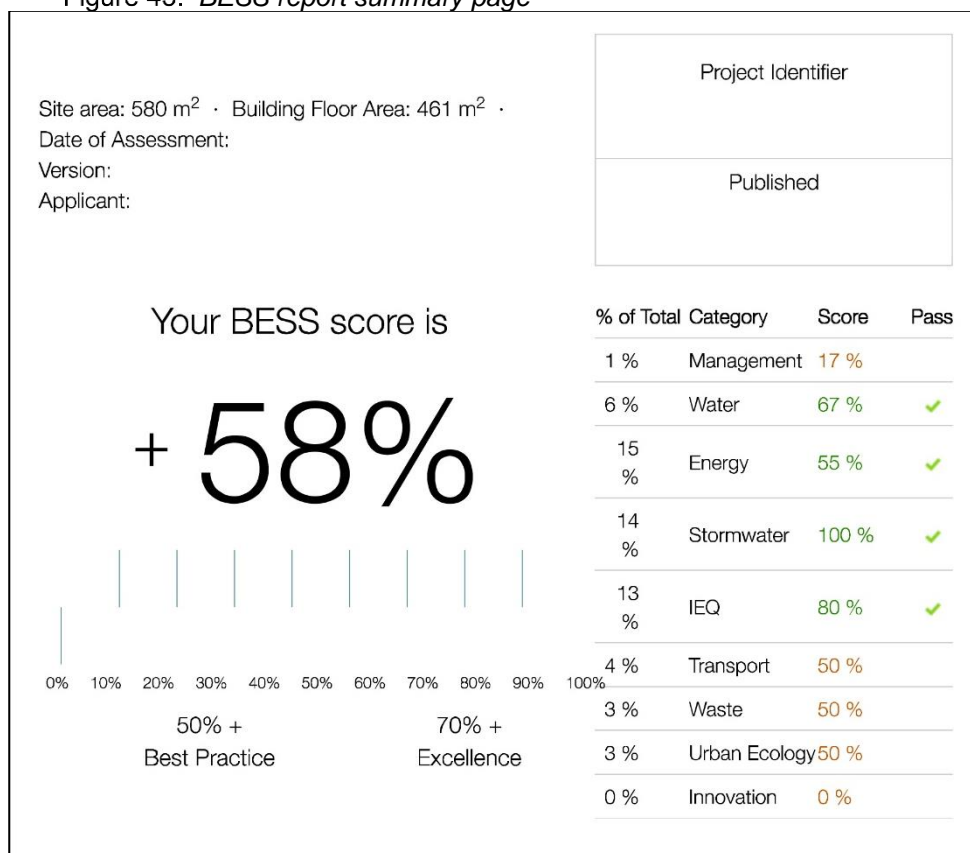 Figure 45: BESS report summary page
Site area: 580 m² · Building Floor Area: 461 m² ·
Date of Assessment:
Version:
Applicant:
Project Identifier
Published
Your BESS score is
+ 58%
0% 10% 20% 30% 40% 50% 60% 70% 80% 90% 100%
50% +
Best Practice
70% +
Excellence
% of Total Category Score Pass
1 % Management 17 %
6 % Water 67 % ✓
15
% Energy 55 % ✓
14
% Stormwater 100 % ✓
13
% IEQ 80 % ✓
4 % Transport 50 %
3 % Waste 50 %
3 % Urban Ecology 50 %
0 % Innovation 0 %